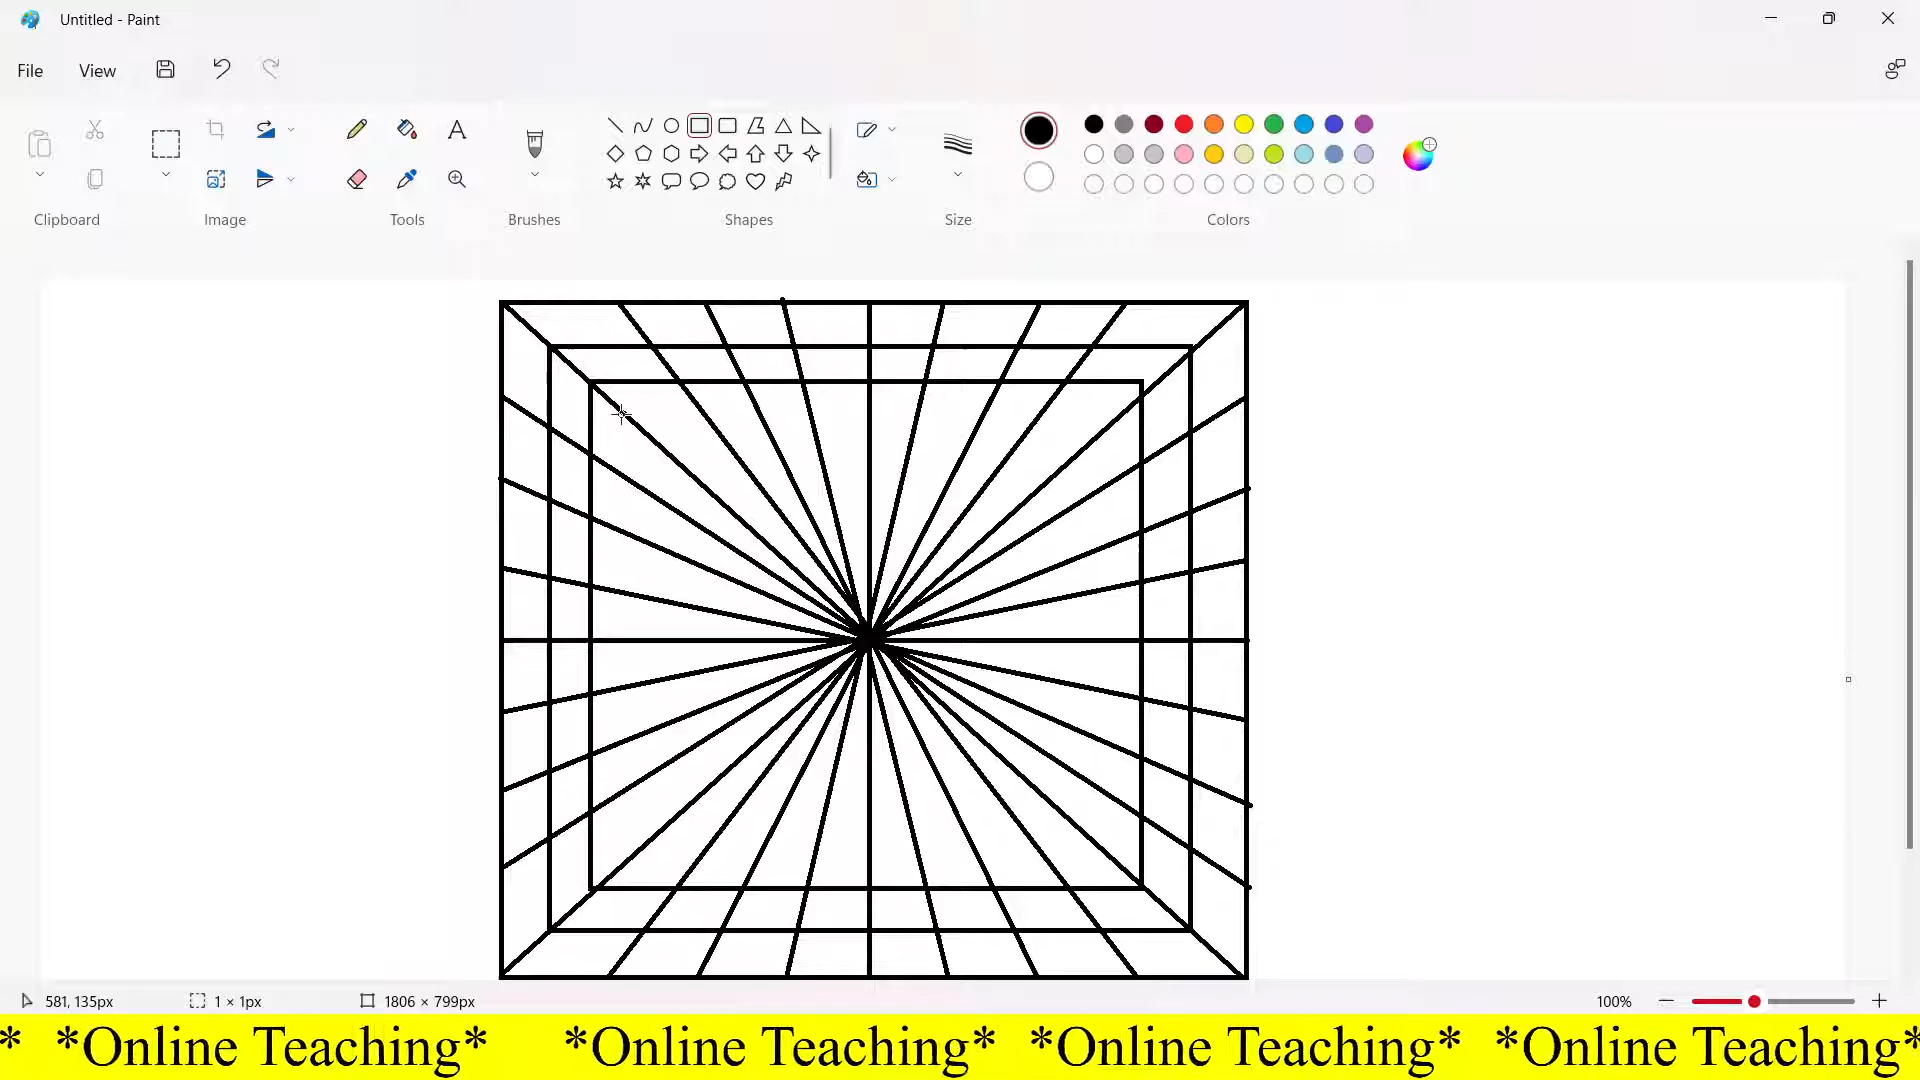 Untitled - Paint
File View
Clipboard Image Tools Brushes Shapes Size Colors
581, 135px 1 × 1px 1806 × 799px 100%
* *Online Teaching* *Online Teaching* *Online Teaching* *Online Teaching*